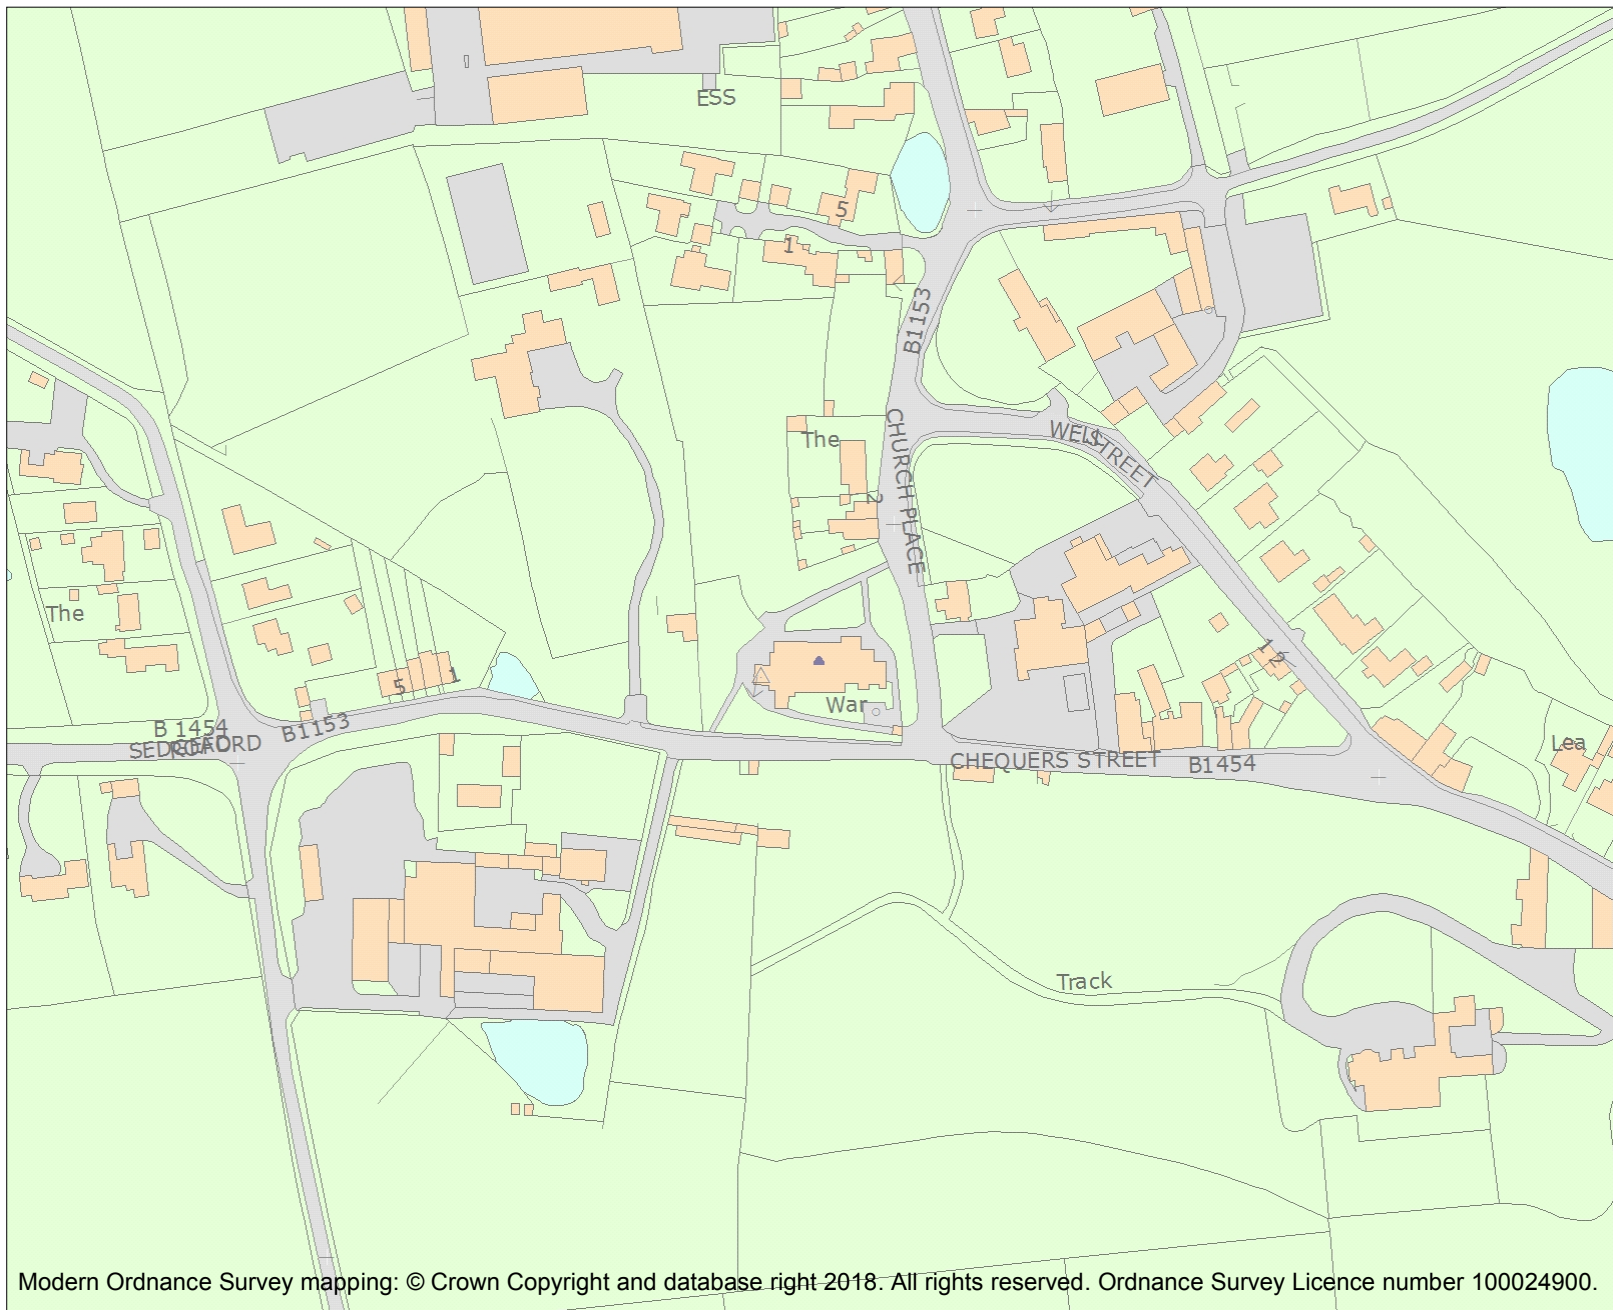 ESS
5
1
B1153
CHURCH PLACE
The
2
WELL STREET
The
5
1
War
1 2
B 1454
SEDGEFORD
ROAD
B1153
CHEQUERS STREET
B1454
Lea
Track
Modern Ordnance Survey mapping: © Crown Copyright and database right 2018. All rights reserved. Ordnance Survey Licence number 100024900.